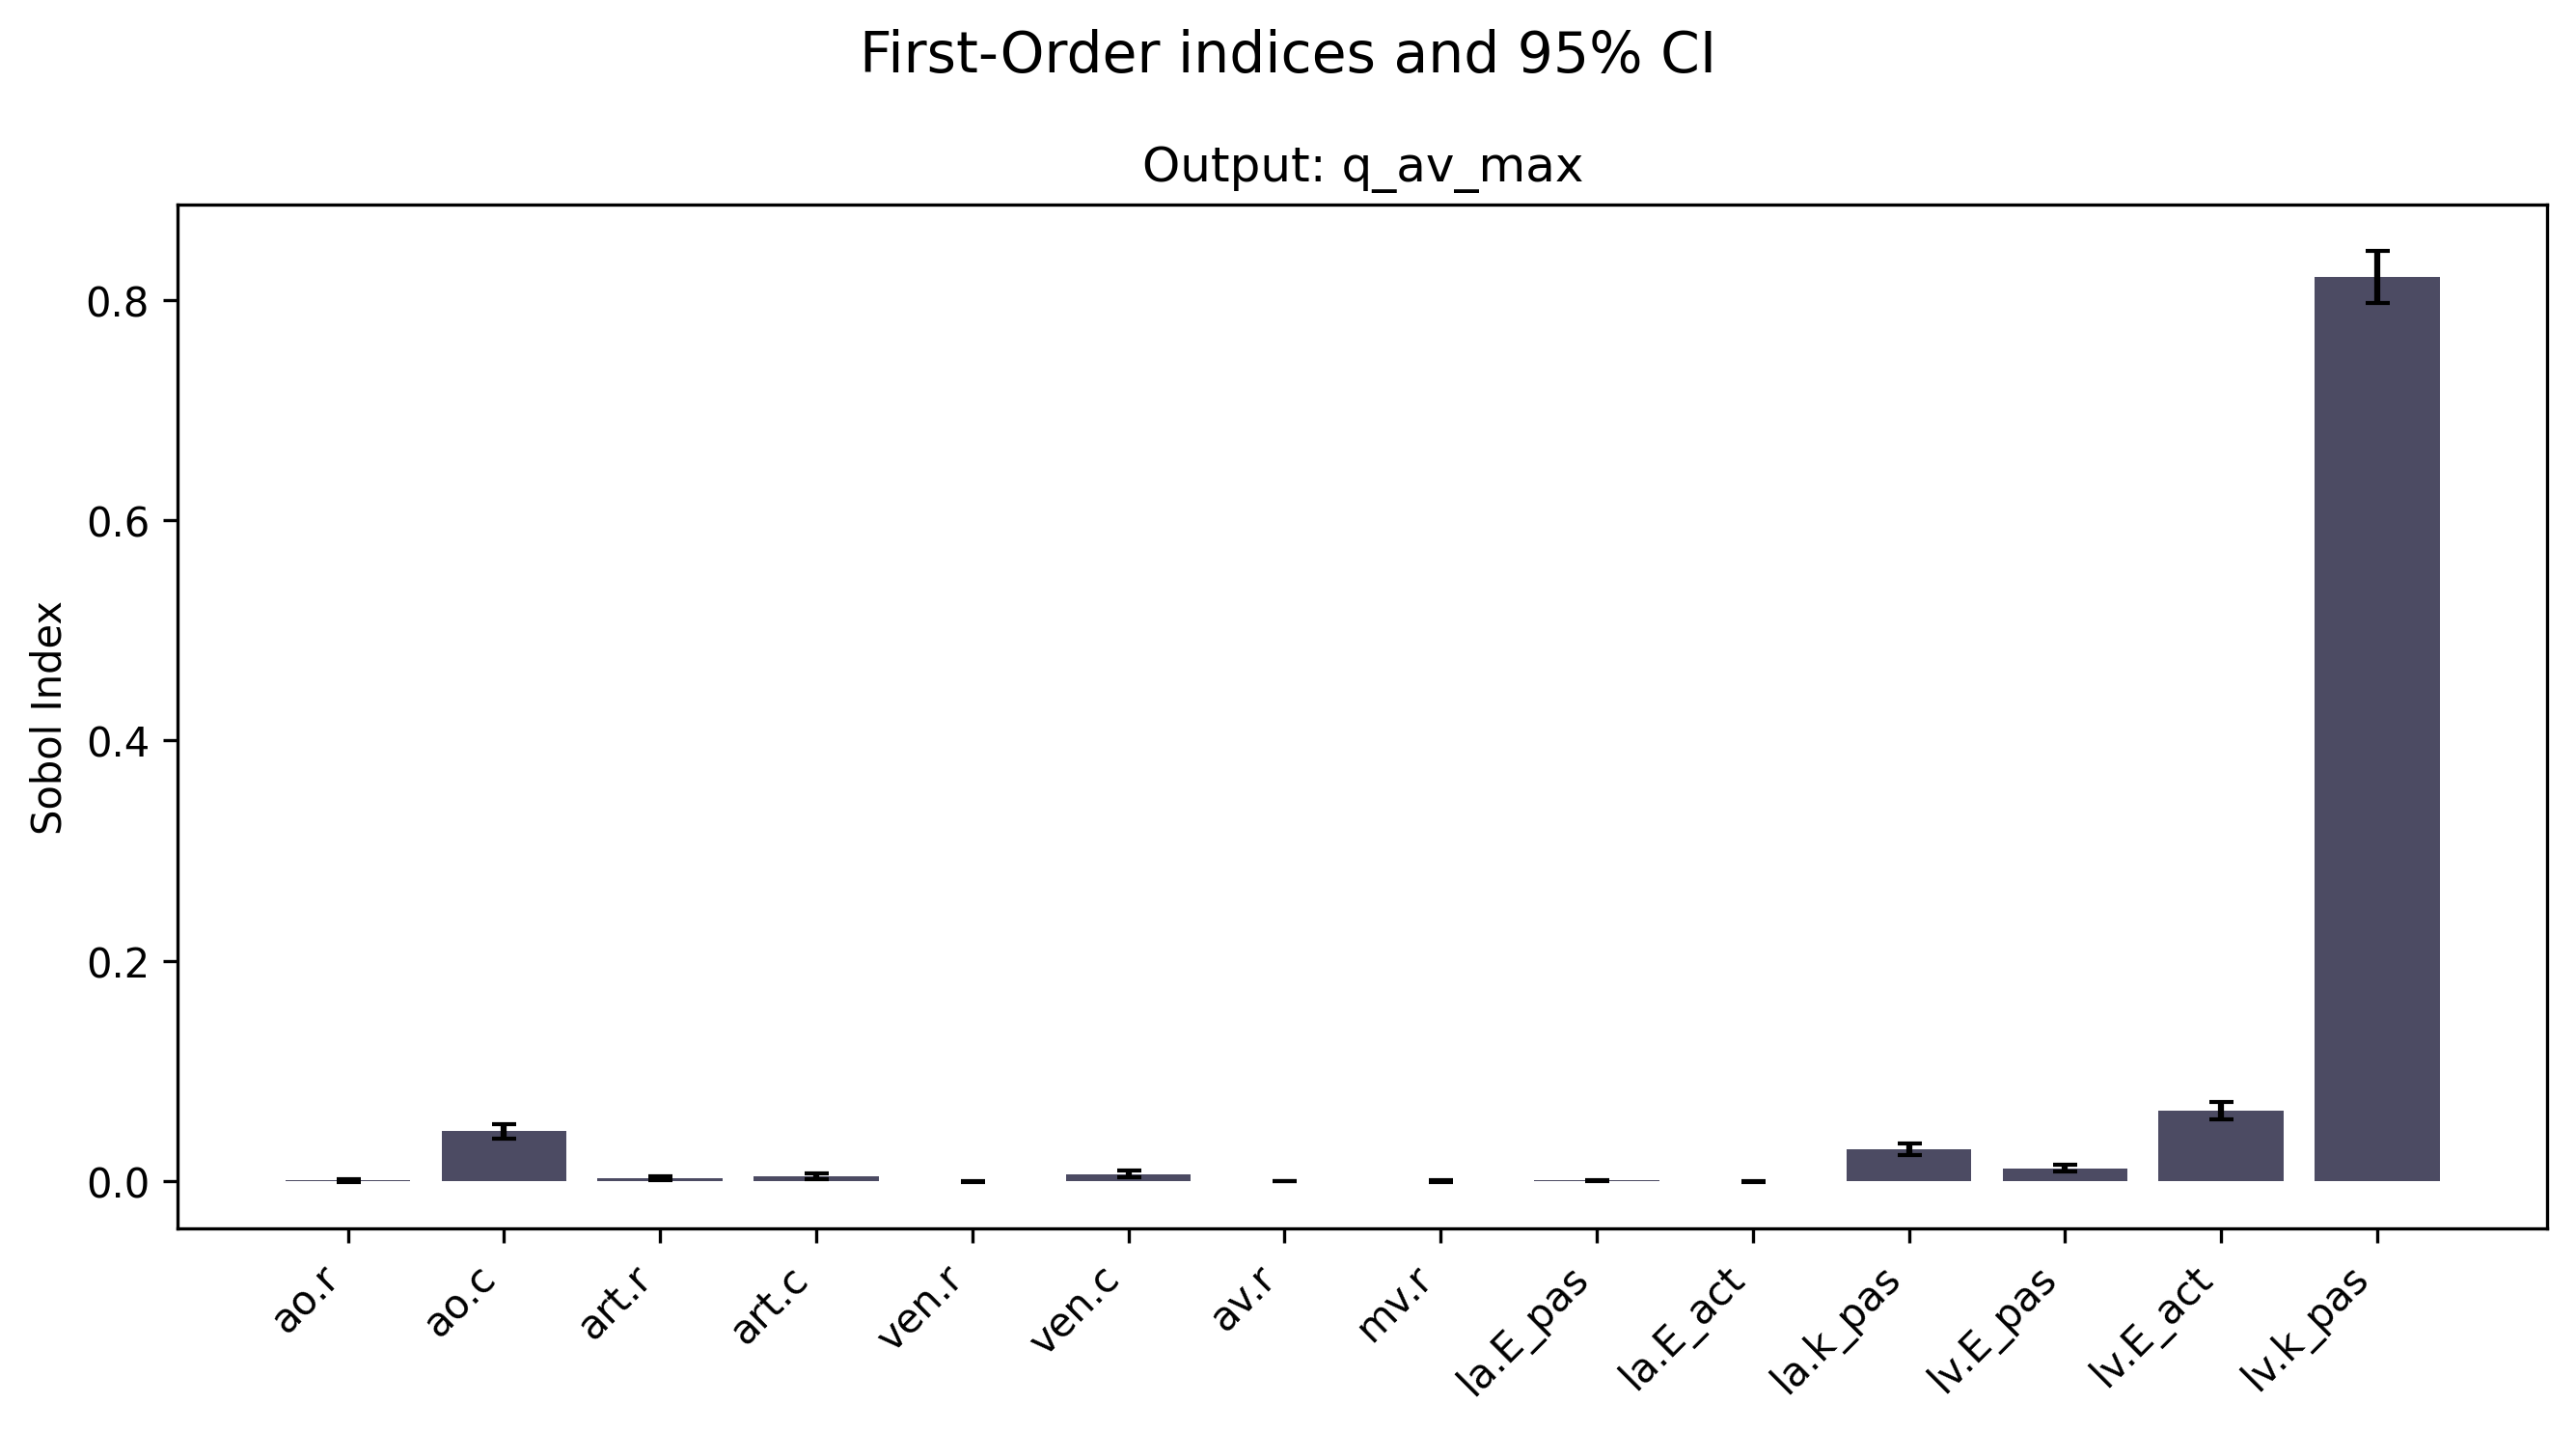 First-Order indices and 95% CI
Output: q_av_max
Sobol Index
0.8
0.6
0.4
0.2
0.0
ao.r
ao.c
art.r
art.c
ven.r
ven.c
av.r
mv.r
la.E_pas
la.E_act
la.k_pas
lv.E_pas
lv.E_act
lv.k_pas